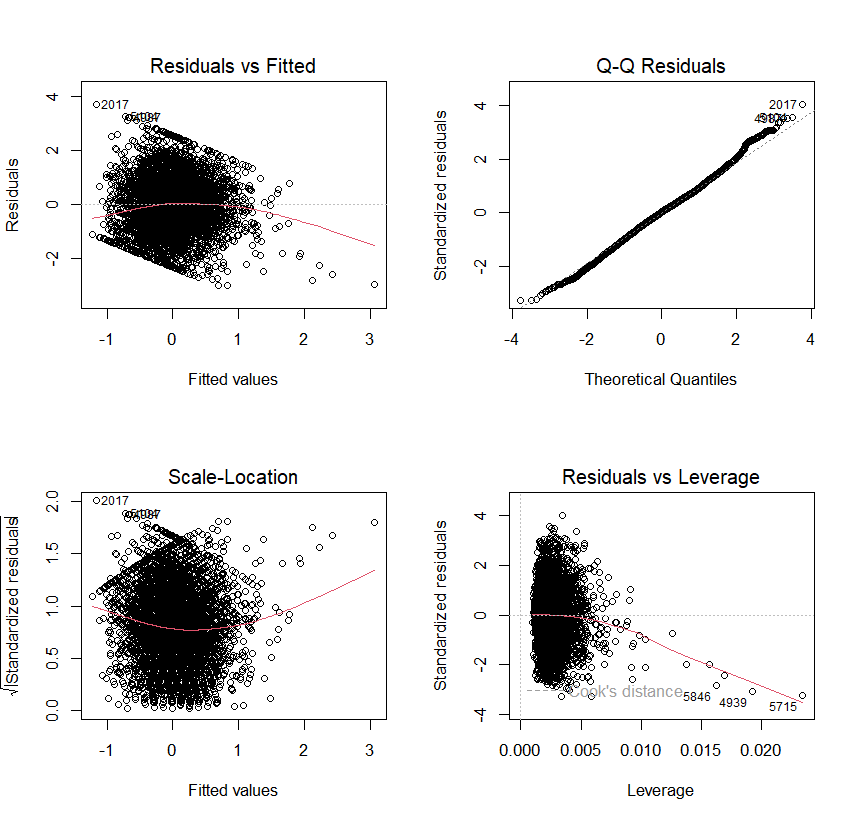 Residuals vs Fitted
Residuals
-2 0 2 4
2017
4987
-1 0 1 2 3
Fitted values
Q-Q Residuals
Standardized residuals
-2 0 2 4
2017
-4 -2 0 2 4
Theoretical Quantiles
Scale-Location
√|Standardized residuals|
0.0 0.5 1.0 1.5 2.0
2017
4987
-1 0 1 2 3
Fitted values
Residuals vs Leverage
Standardized residuals
-4 -2 0 2 4
Cook's distance
5846
4939
5715
0.000 0.005 0.010 0.015 0.020
Leverage